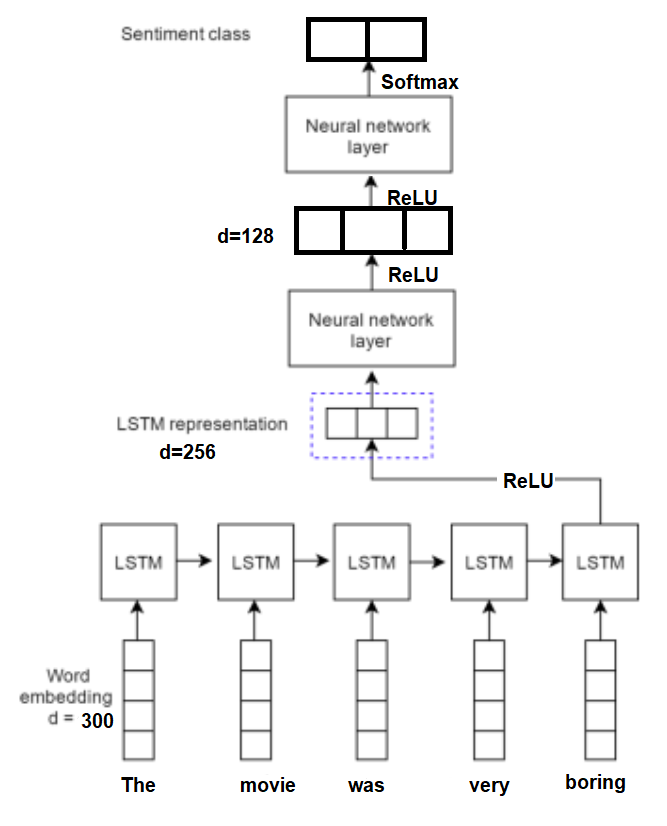 Sentiment class
Softmax
Neural network
layer
ReLU
d=128
ReLU
Neural network
layer
LSTM representation
d=256
ReLU
LSTM
LSTM
LSTM
LSTM
LSTM
Word
embedding
d = 300
The
movie
was
very
boring